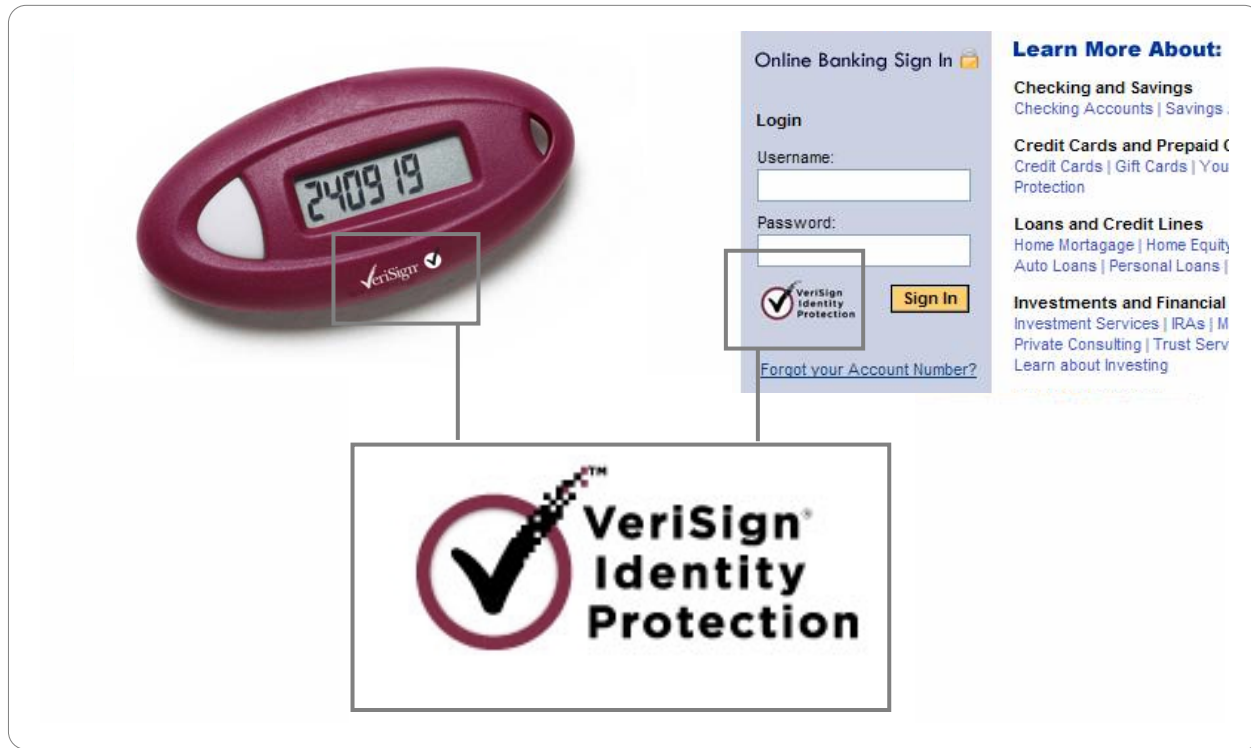 240919
VeriSign
Online Banking Sign In
Login
Username:
Password:
VeriSign
Identity
Protection
Sign In
Forgot your Account Number?
Learn More About:
Checking and Savings
Checking Accounts | Savings
Credit Cards and Prepaid
Credit Cards | Gift Cards | You
Protection
Loans and Credit Lines
Home Mortagage | Home Equity
Auto Loans | Personal Loans |
Investments and Financial
Investment Services | IRAs | M
Private Consulting | Trust Serv
Learn about Investing
VeriSign®
Identity
Protection
™